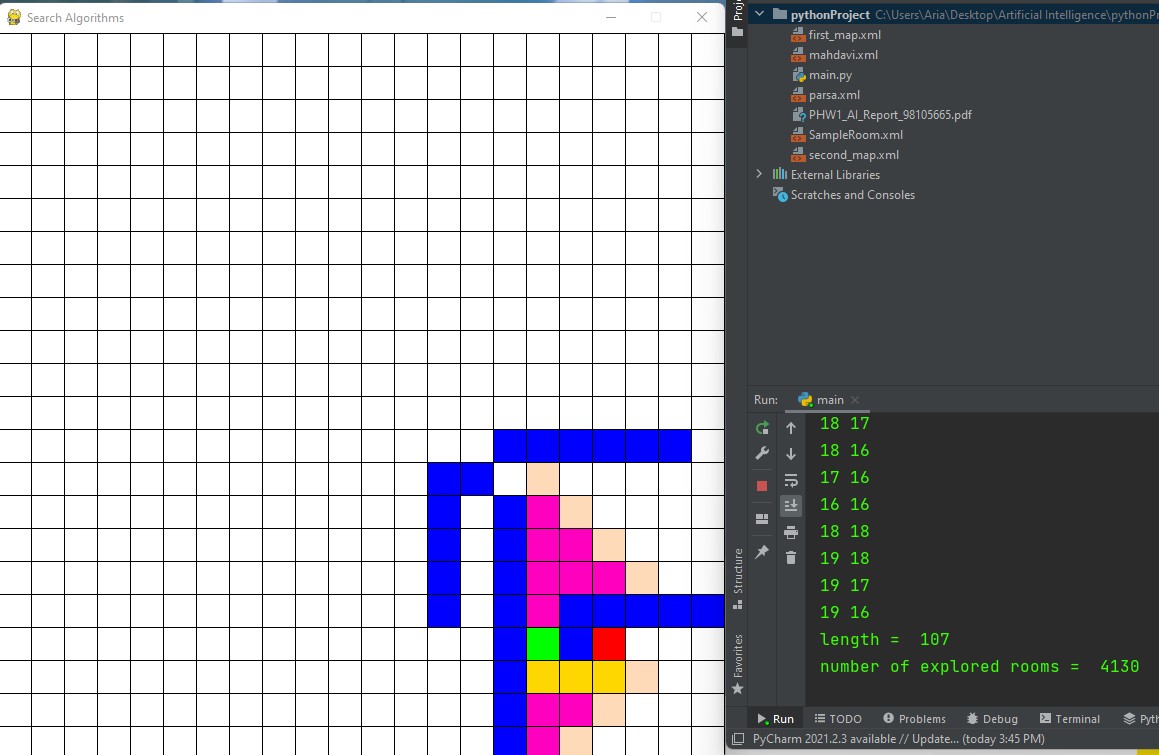 Search Algorithms
pythonProject C:\Users\Aria\Desktop\Artificial Intelligence\pythonPr
first_map.xml
mahdavi.xml
main.py
parsa.xml
PHW1_AI_Report_98105665.pdf
SampleRoom.xml
second_map.xml
External Libraries
Scratches and Consoles
Run: main
18 17
18 16
17 16
16 16
18 18
19 18
19 17
19 16
length = 107
number of explored rooms = 4130
Structure
Favorites
Run TODO Problems Debug Terminal Pyth
PyCharm 2021.2.3 available // Update... (today 3:45 PM)